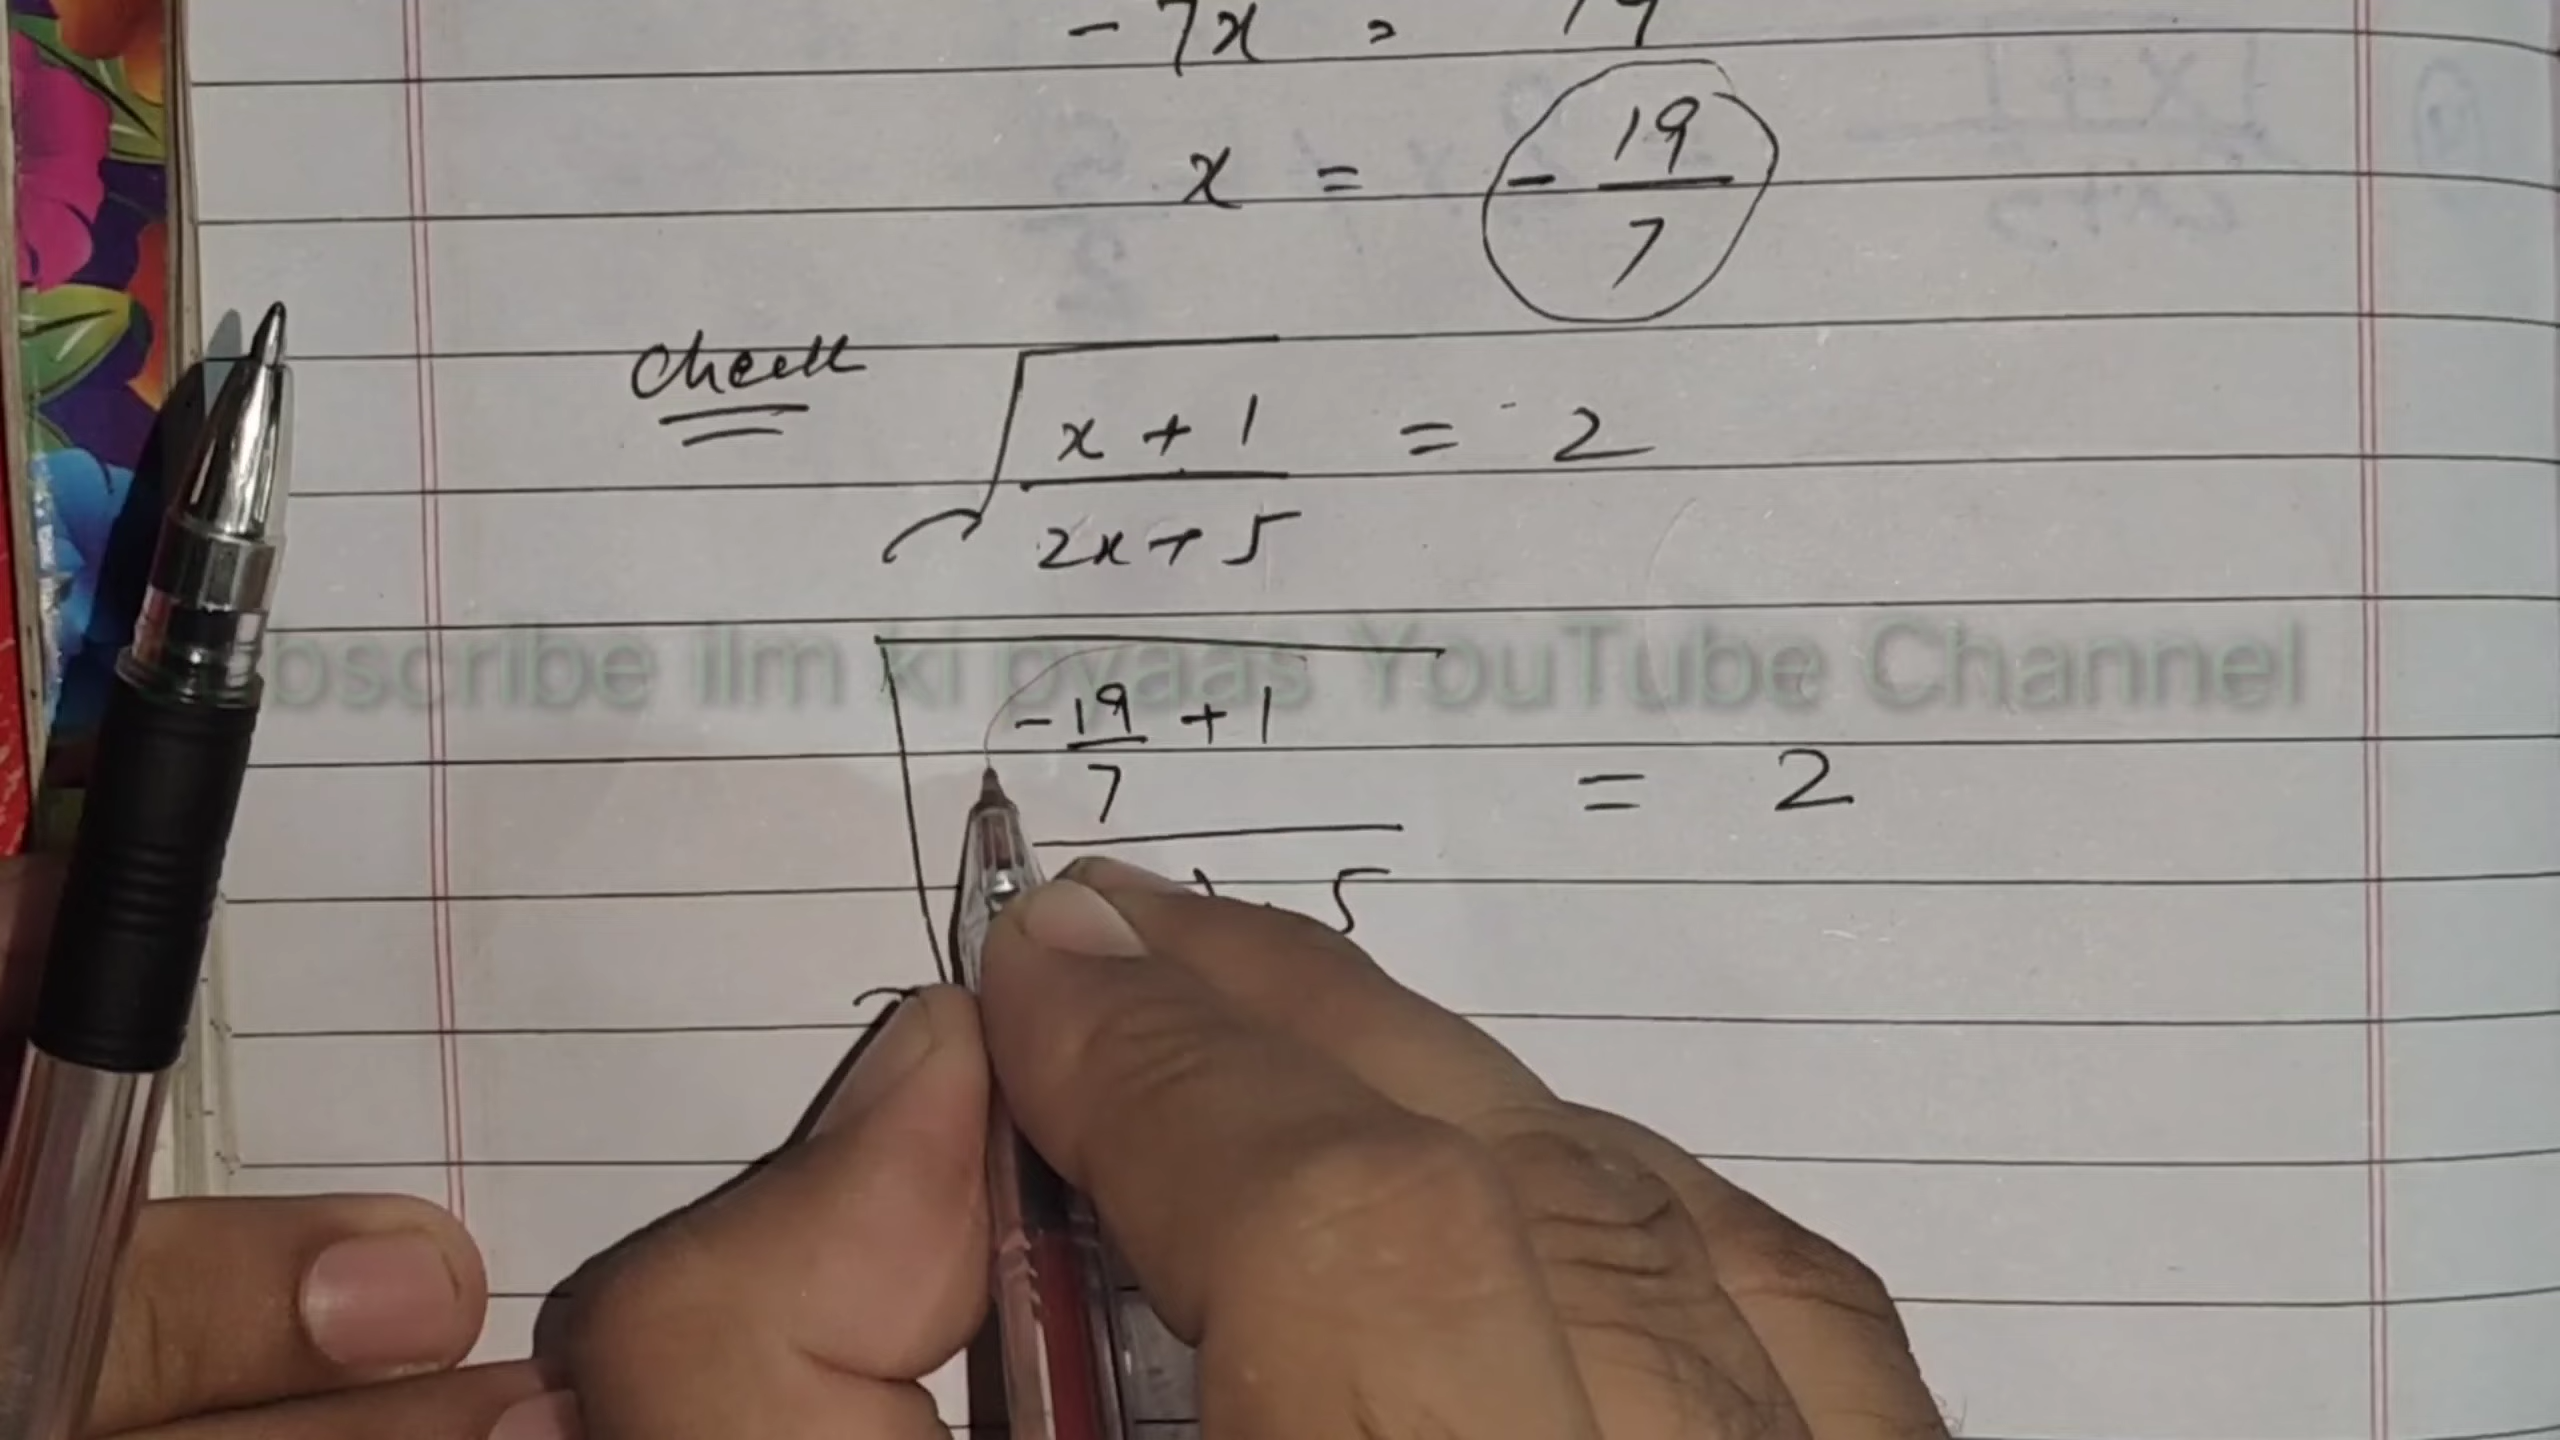 - 7x = 19
x = - 19/7
Check
√(x + 1 / 2x + 5) = 2
Subscribe ilm ki pyaas YouTube Channel
√(-19/7 + 1 / 5) = 2